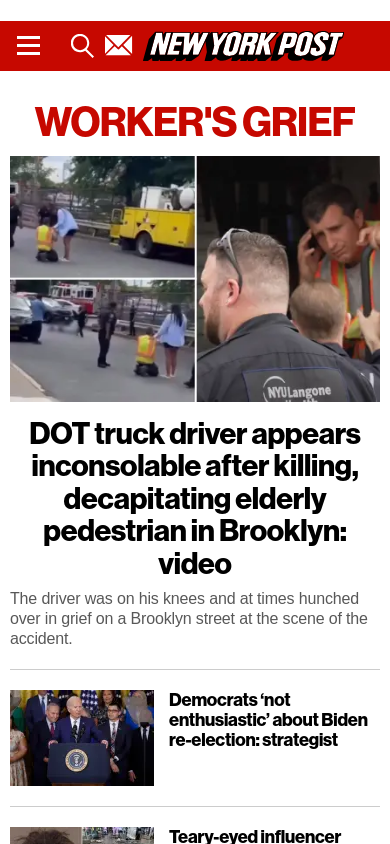 NEW YORK POST
WORKER'S GRIEF
NYU Langone
DOT truck driver appears
inconsolable after killing,
decapitating elderly
pedestrian in Brooklyn:
video
The driver was on his knees and at times hunched
over in grief on a Brooklyn street at the scene of the
accident.
Democrats ‘not
enthusiastic’ about Biden
re-election: strategist
Teary-eyed influencer